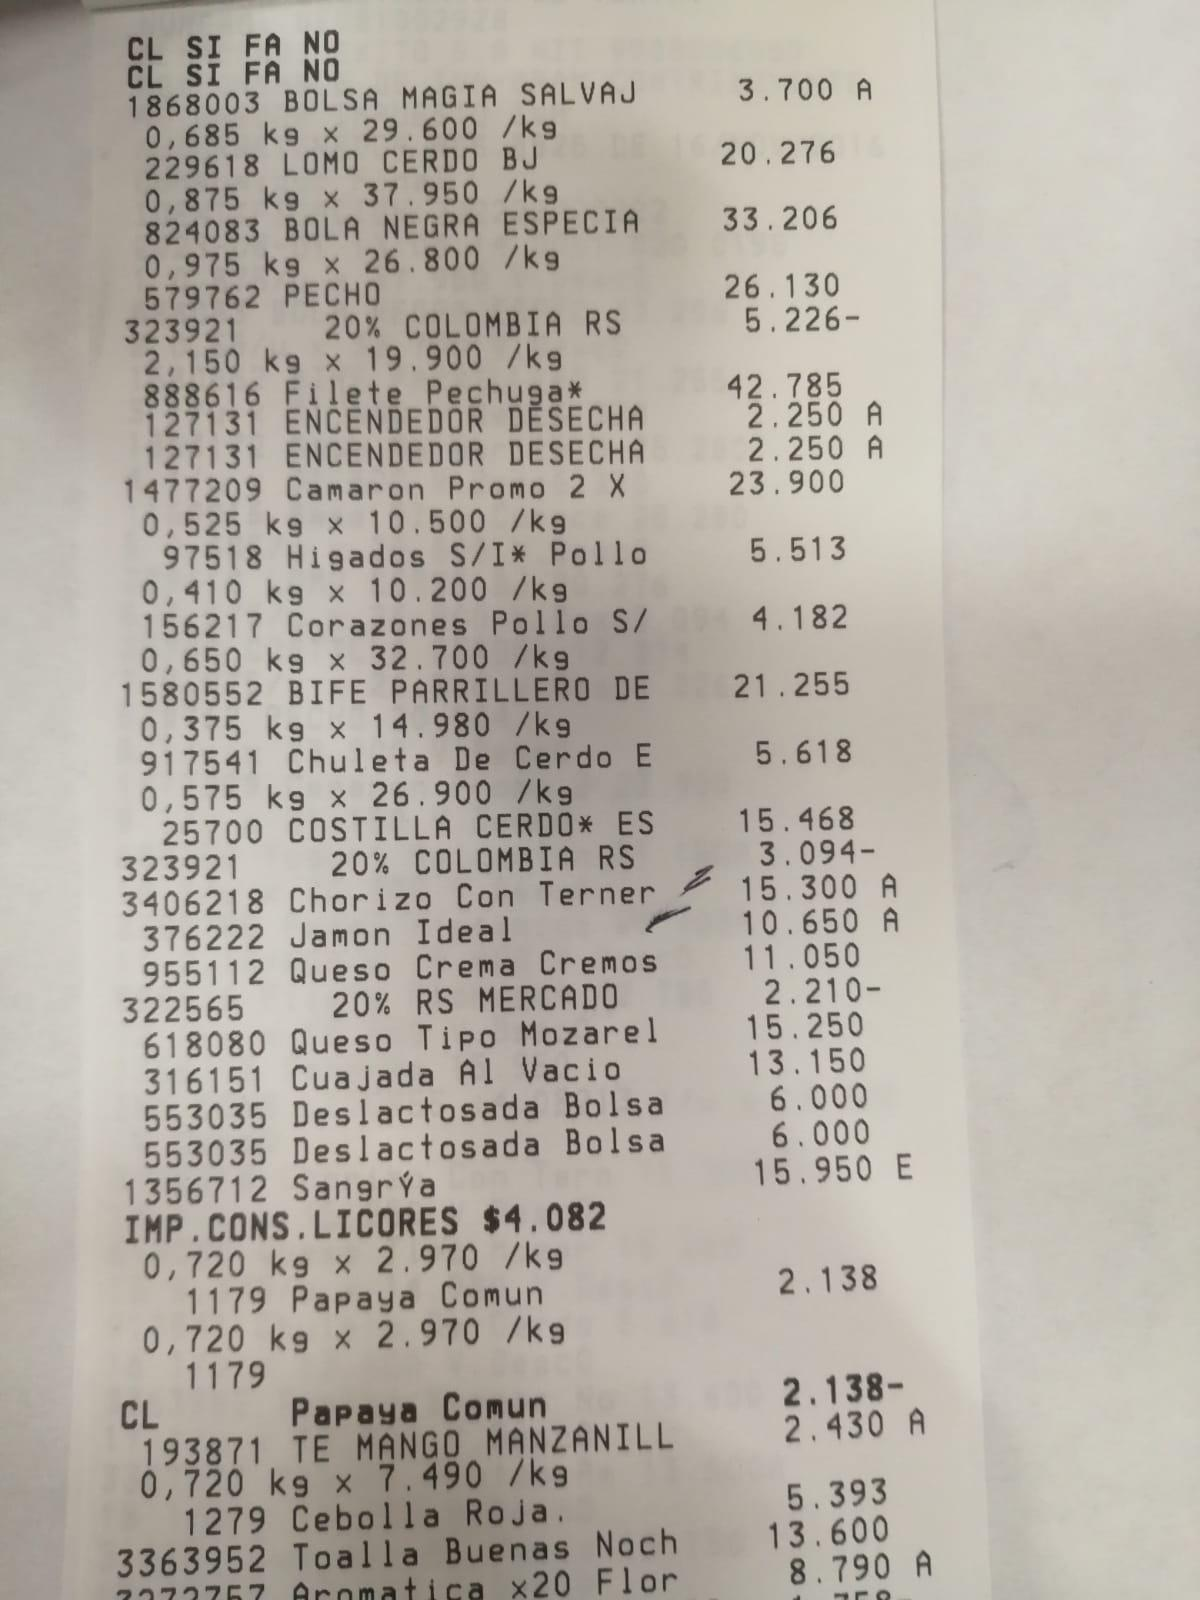 CL SI FA NO
CL SI FA NO
1868003 BOLSA MAGIA SALVAJ 3.700 A
0,685 kg x 29.600 /kg
229618 LOMO CERDO BJ 20.276
0,875 kg x 37.950 /kg
824083 BOLA NEGRA ESPECIA 33.206
0,975 kg x 26.800 /kg
579762 PECHO 26.130
323921 20% COLOMBIA RS 5.226-
2,150 kg x 19.900 /kg
888616 Filete Pechuga* 42.785
127131 ENCENDEDOR DESECHA 2.250 A
127131 ENCENDEDOR DESECHA 2.250 A
1477209 Camaron Promo 2 X 23.900
0,525 kg x 10.500 /kg
97518 Higados S/I* Pollo 5.513
0,410 kg x 10.200 /kg
156217 Corazones Pollo S/ 4.182
0,650 kg x 32.700 /kg
1580552 BIFE PARRILLERO DE 21.255
0,375 kg x 14.980 /kg
917541 Chuleta De Cerdo E 5.618
0,575 kg x 26.900 /kg
25700 COSTILLA CERDO* ES 15.468
323921 20% COLOMBIA RS 3.094-
3406218 Chorizo Con Terner 15.300 A
376222 Jamon Ideal 10.650 A
955112 Queso Crema Cremos 11.050
322565 20% RS MERCADO 2.210-
618080 Queso Tipo Mozarel 15.250
316151 Cuajada Al Vacio 13.150
553035 Deslactosada Bolsa 6.000
553035 Deslactosada Bolsa 6.000
1356712 SangrÝa 15.950 E
IMP.CONS.LICORES $4.082
0,720 kg x 2.970 /kg
1179 Papaya Comun 2.138
0,720 kg x 2.970 /kg
1179
CL Papaya Comun 2.138-
193871 TE MANGO MANZANILL 2.430 A
0,720 kg x 7.490 /kg
1279 Cebolla Roja. 5.393
3363952 Toalla Buenas Noch 13.600
3272757 Aromatica x20 Flor 8.790 A